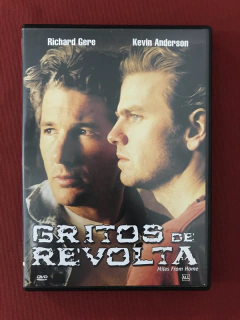 Richard Gere Kevin Anderson
GRITOS DE
REVOLTA
Miles From Home
DVD